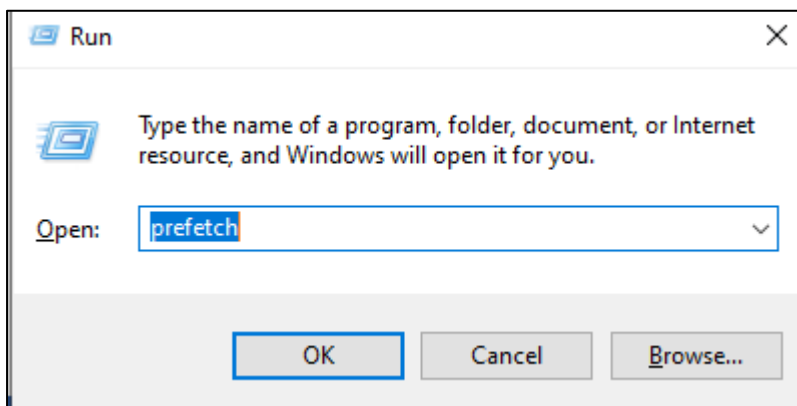 Run
Type the name of a program, folder, document, or Internet
resource, and Windows will open it for you.
Open: prefetch
OK Cancel Browse...